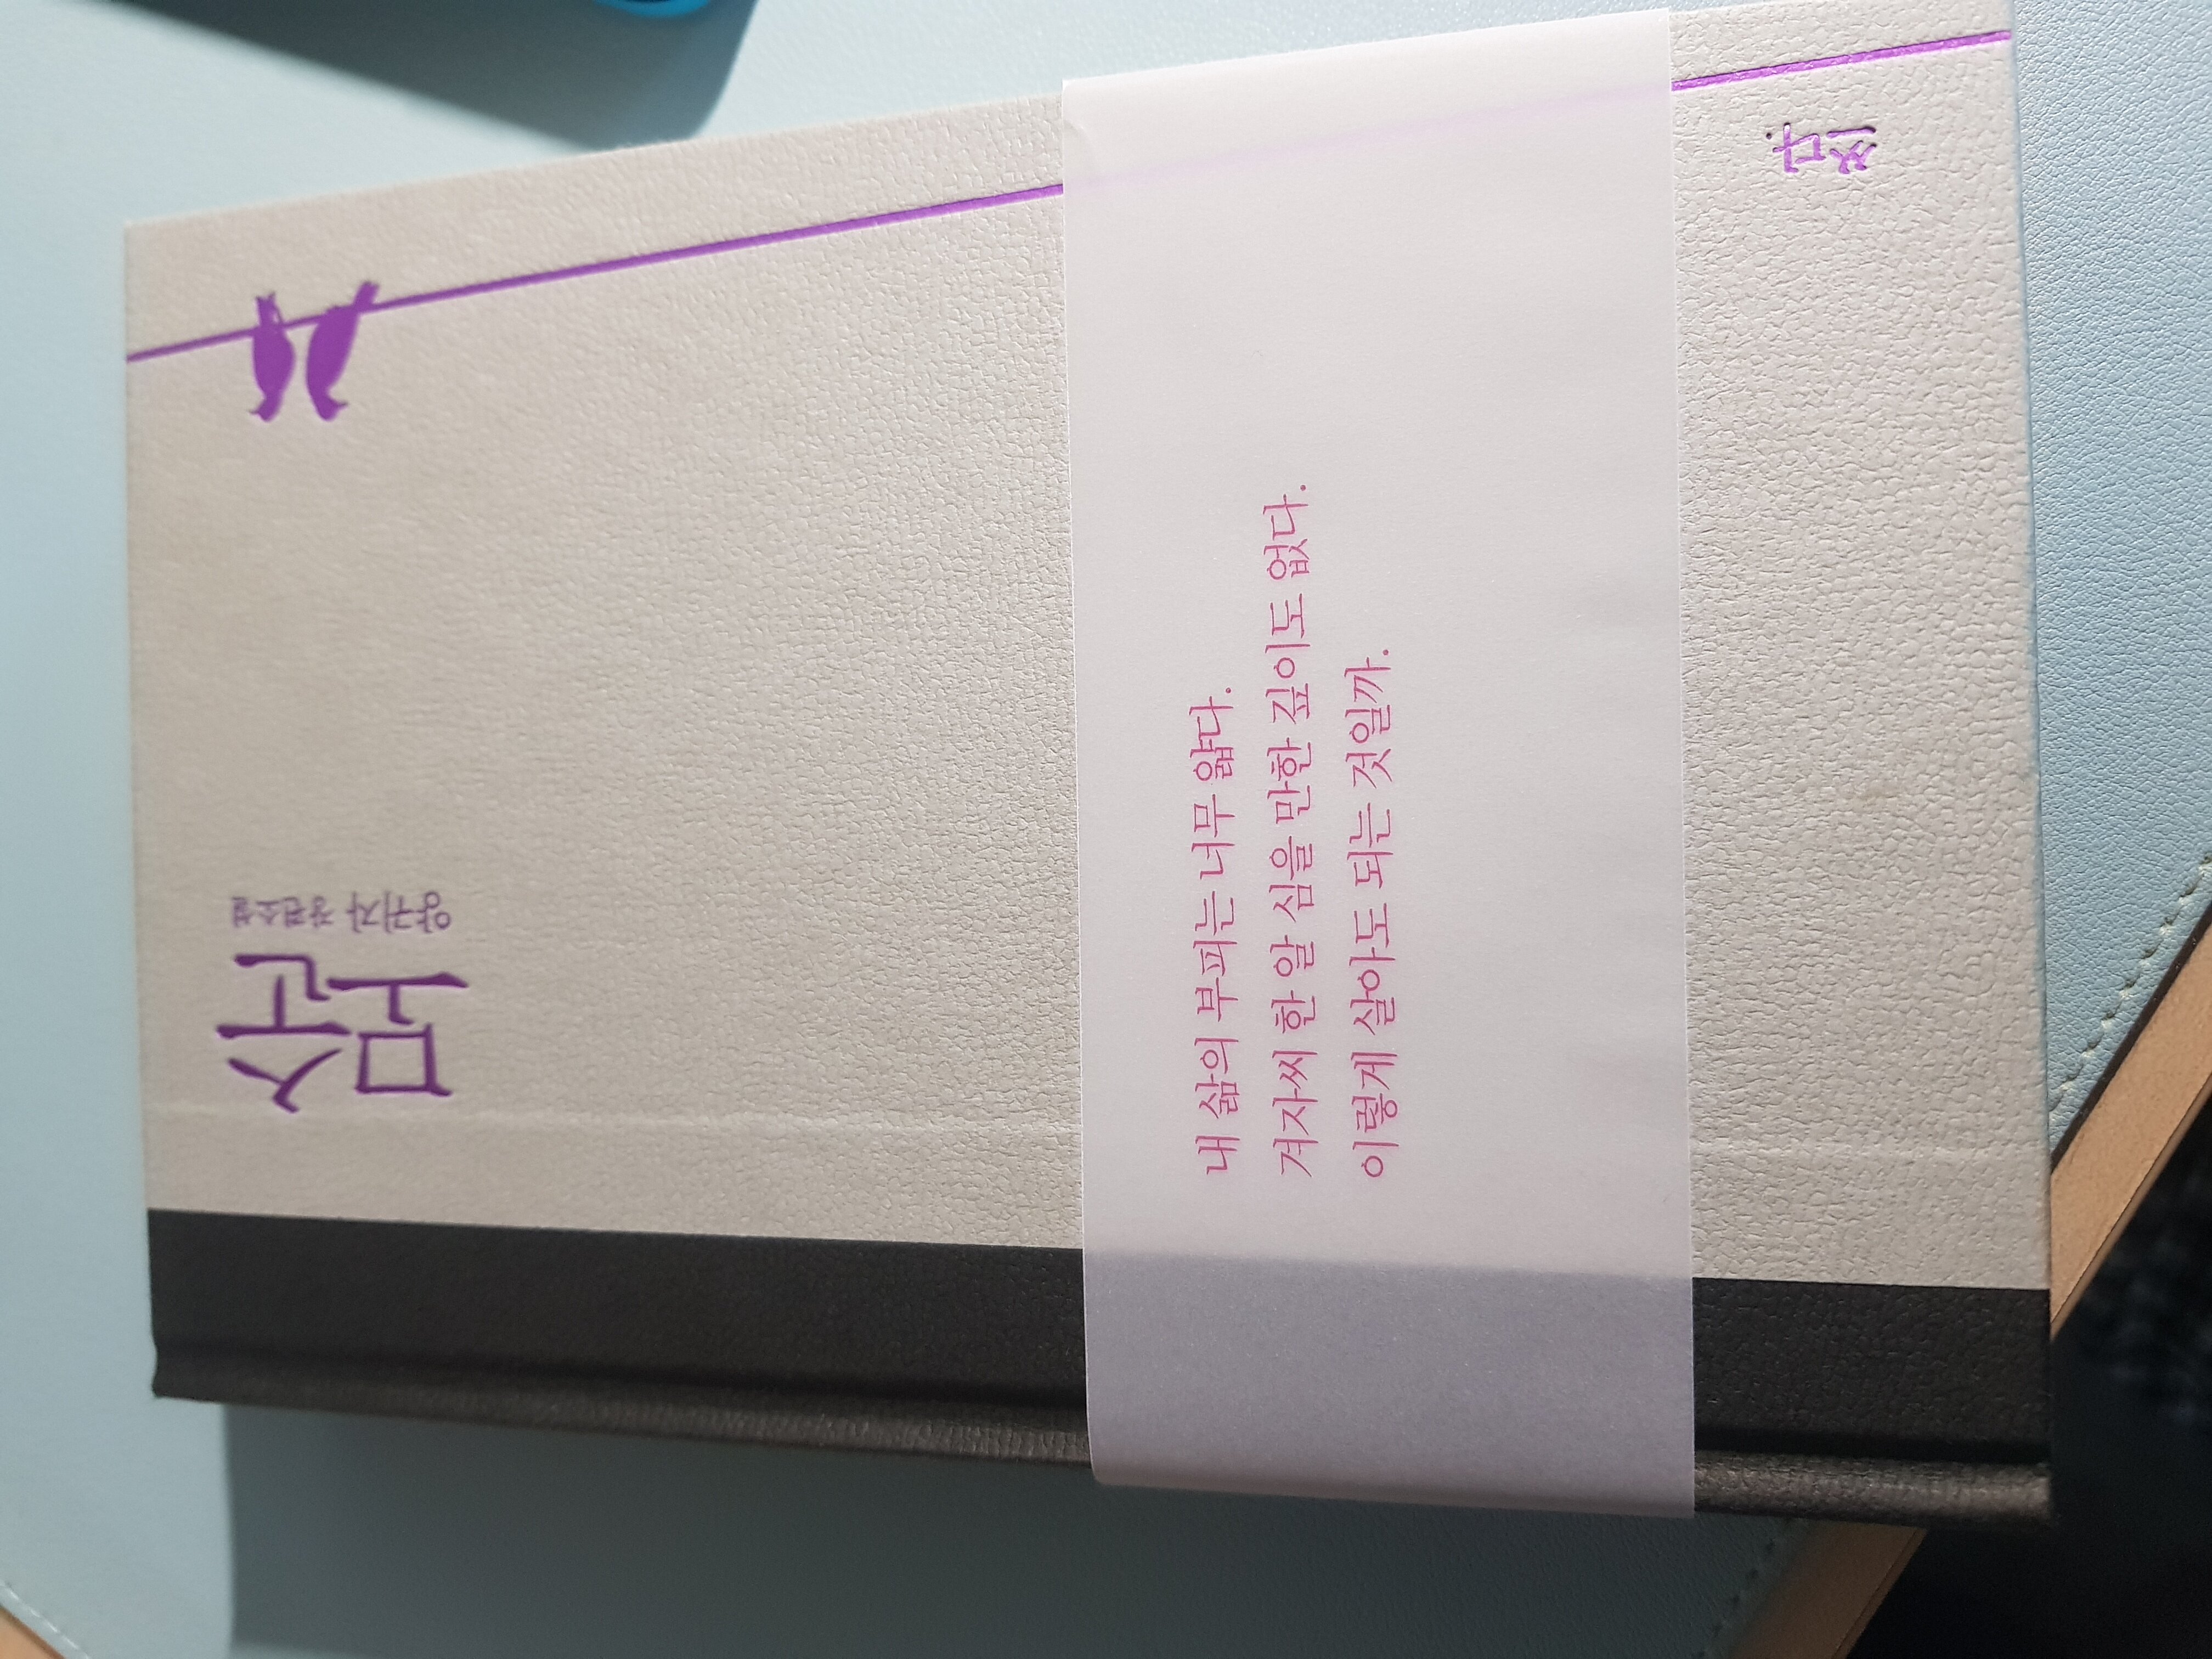 모순
양귀자 장편소설
내 삶의 부피는 너무 얇다.
겨자씨 한 알 심을 만한 깊이도 없다.
이렇게 살아도 되는 것일까.
쓰다.